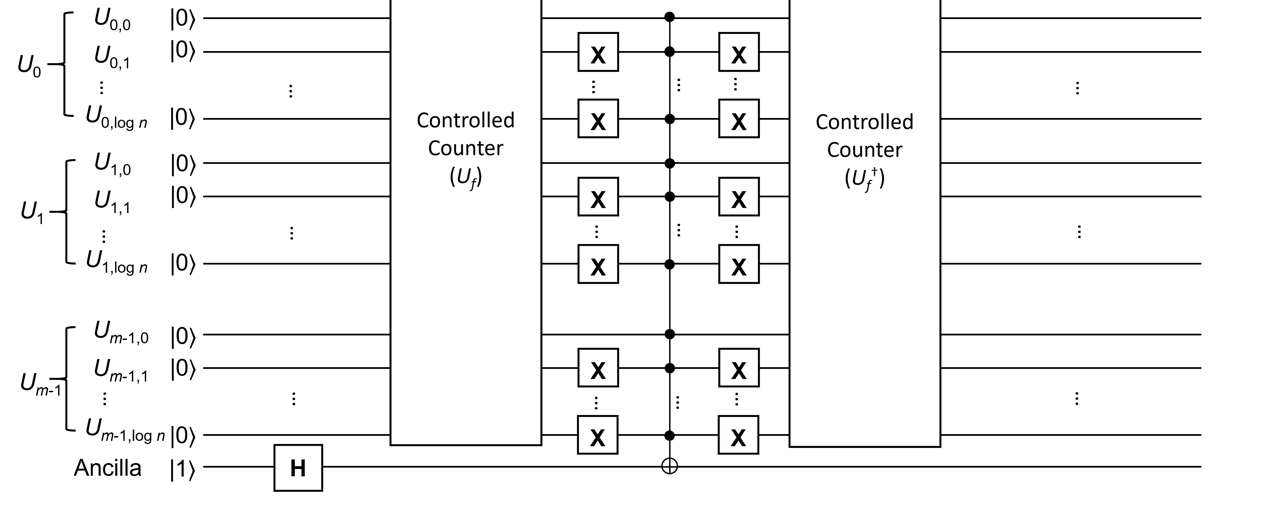 U0,0 |0⟩
U0 U0,1 |0⟩ X X
⋮ ⋮ ⋮ ⋮ ⋮ ⋮
U0,log n |0⟩ Controlled Counter (Uf) X X Controlled Counter (Uf†)
U1,0 |0⟩
U1 U1,1 |0⟩ X X
⋮ ⋮ ⋮ ⋮ ⋮ ⋮
U1,log n |0⟩ X X
Um-1,0 |0⟩
Um-1 Um-1,1 |0⟩ X X
⋮ ⋮ ⋮ ⋮ ⋮ ⋮
Um-1,log n |0⟩ X X
Ancilla |1⟩ H